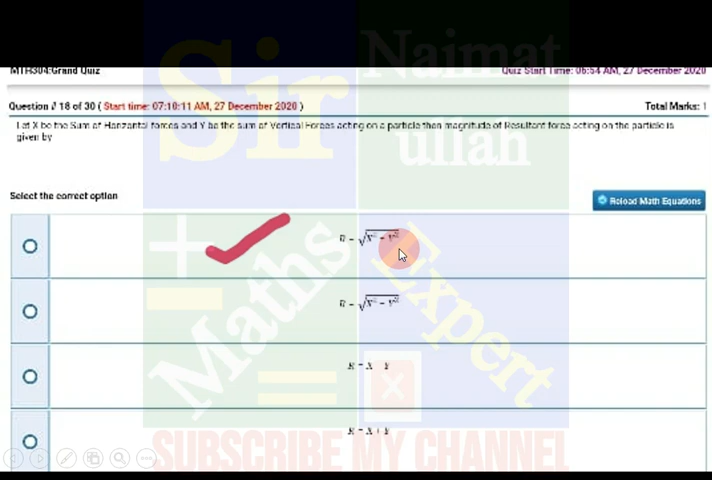 MTH304:Grand Quiz
Quiz Start Time: 06:54 AM, 27 December 2020
Question # 18 of 30 ( Start time: 07:10:11 AM, 27 December 2020 )
Total Marks: 1
Let X be the Sum of Horizontal forces and Y be the sum of Vertical Forces acting on a particle then magnitude of Resultant force acting on the particle is
given by
Select the correct option
Reload Math Equations
Sir
Naimat
ullah
Maths
Expert
SUBSCRIBE MY CHANNEL